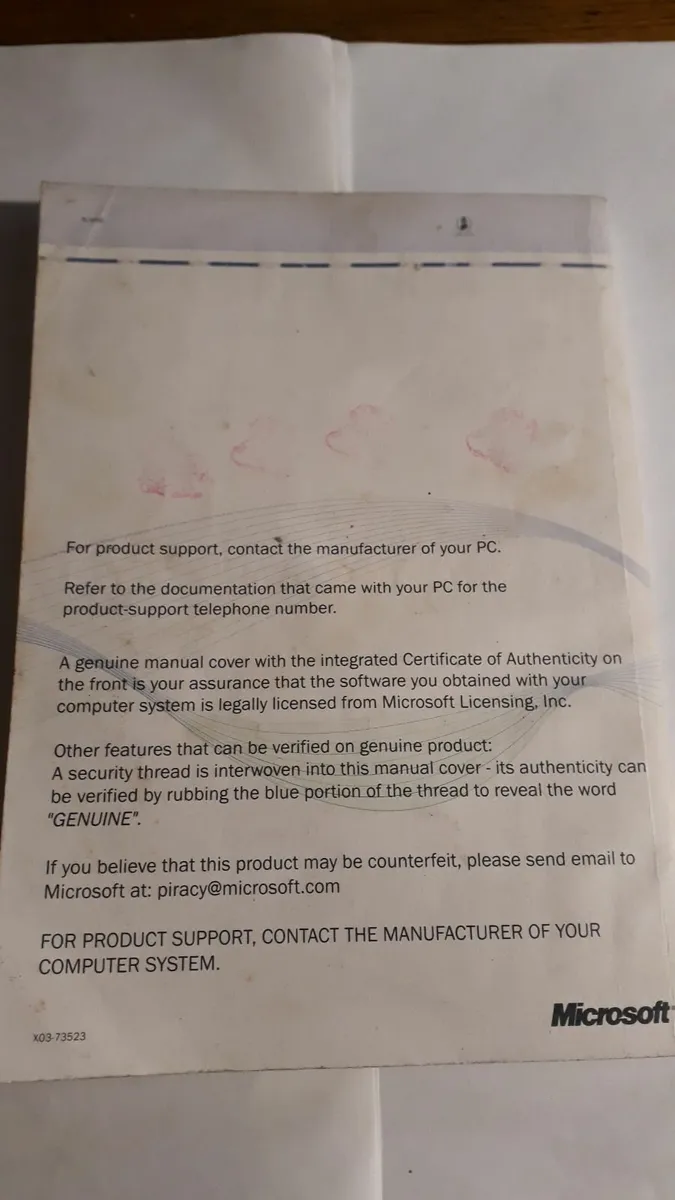 For product support, contact the manufacturer of your PC.
Refer to the documentation that came with your PC for the
product-support telephone number.
A genuine manual cover with the integrated Certificate of Authenticity on
the front is your assurance that the software you obtained with your
computer system is legally licensed from Microsoft Licensing, Inc.
Other features that can be verified on genuine product:
A security thread is interwoven into this manual cover - its authenticity can
be verified by rubbing the blue portion of the thread to reveal the word
"GENUINE".
If you believe that this product may be counterfeit, please send email to
Microsoft at: piracy@microsoft.com
FOR PRODUCT SUPPORT, CONTACT THE MANUFACTURER OF YOUR
COMPUTER SYSTEM.
Microsoft
X03-73523